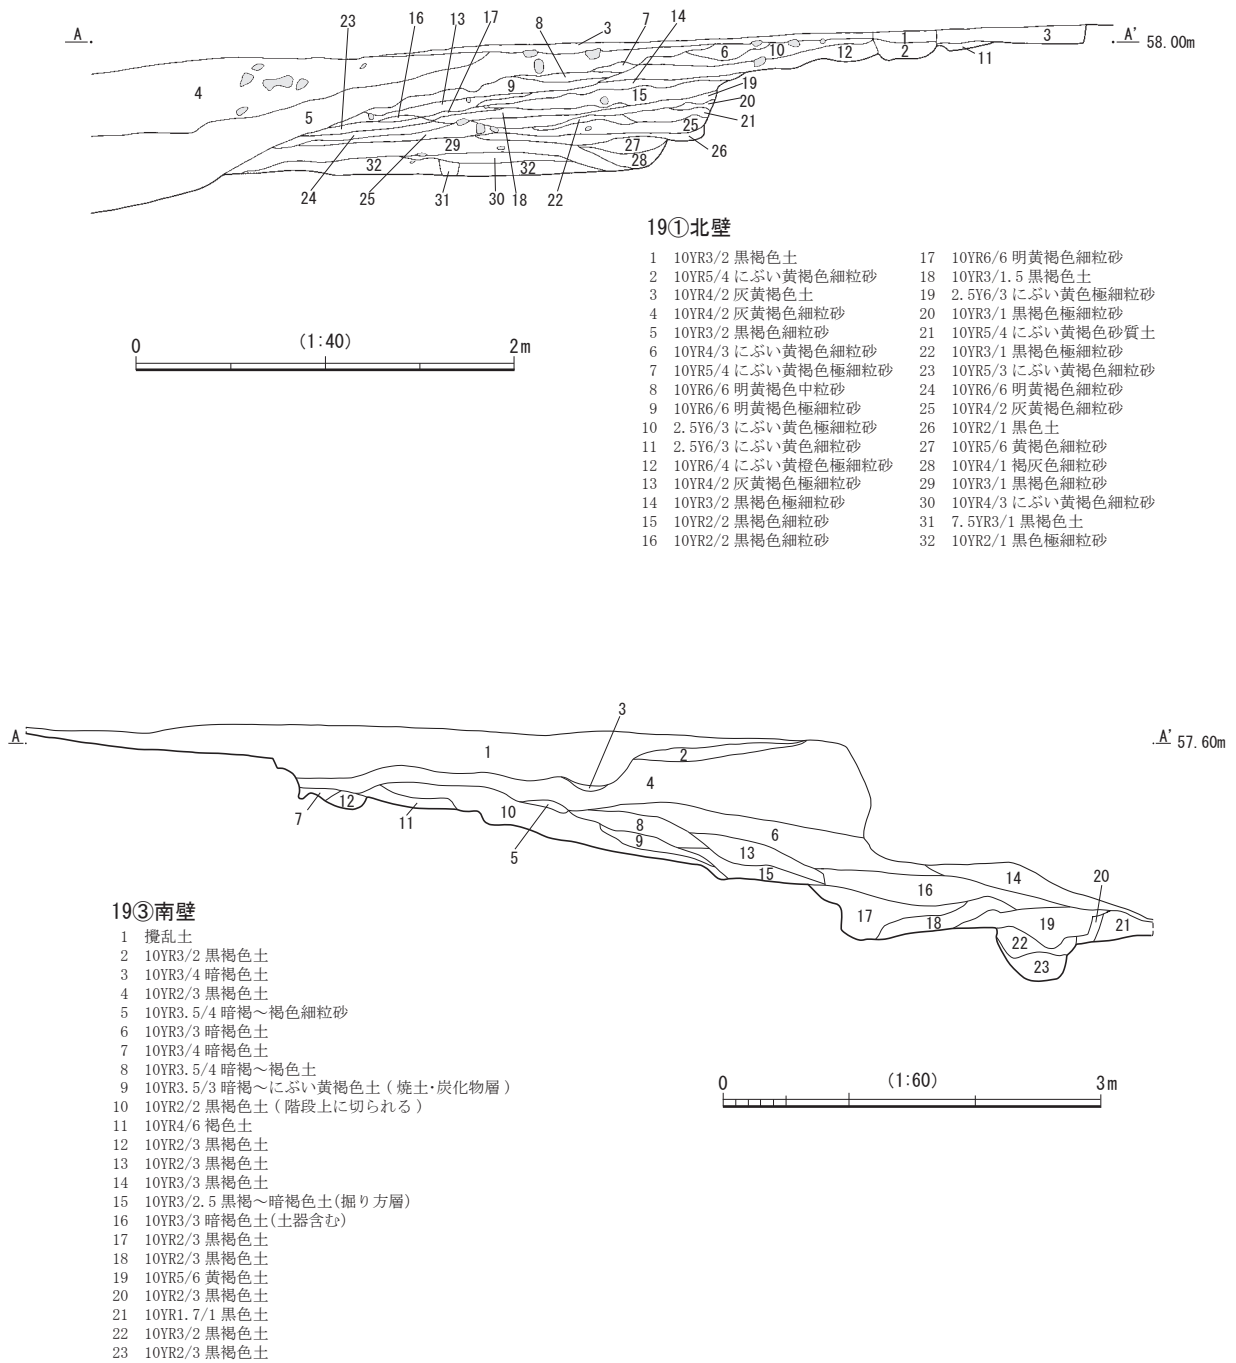 23 16 13 17 8 3 7 14
A A' 58.00m
6 10 12 1 2 3 11
4 9 15 19
5 20
21
25
29 27 26
32 32 28
24 25 31 30 18 22
19①北壁
1 10YR3/2 黒褐色土
2 10YR5/4 にぶい黄褐色細粒砂
3 10YR4/2 灰黄褐色土
4 10YR4/2 灰黄褐色細粒砂
5 10YR3/2 黒褐色細粒砂
6 10YR4/3 にぶい黄褐色細粒砂
7 10YR5/4 にぶい黄褐色極細粒砂
8 10YR6/6 明黄褐色中粒砂
9 10YR6/6 明黄褐色極細粒砂
10 2.5Y6/3 にぶい黄色極細粒砂
11 2.5Y6/3 にぶい黄色細粒砂
12 10YR6/4 にぶい黄橙色極細粒砂
13 10YR4/2 灰黄褐色極細粒砂
14 10YR3/2 黒褐色極細粒砂
15 10YR2/2 黒褐色細粒砂
16 10YR2/2 黒褐色細粒砂
17 10YR6/6 明黄褐色細粒砂
18 10YR3/1.5 黒褐色土
19 2.5Y6/3 にぶい黄色極細粒砂
20 10YR3/1 黒褐色極細粒砂
21 10YR5/4 にぶい黄褐色砂質土
22 10YR3/1 黒褐色極細粒砂
23 10YR5/3 にぶい黄褐色細粒砂
24 10YR6/6 明黄褐色細粒砂
25 10YR4/2 灰黄褐色細粒砂
26 10YR2/1 黒色土
27 10YR5/6 黄褐色細粒砂
28 10YR4/1 褐灰色細粒砂
29 10YR3/1 黒褐色細粒砂
30 10YR4/3 にぶい黄褐色細粒砂
31 7.5YR3/1 黒褐色土
32 10YR2/1 黒色極細粒砂
0 (1:40) 2m
A A' 57.60m
3
1 2
4
7 12 11 10 5 8 6
9 13
15 16 14 20
17 18 19 21
22
23
19③南壁
1 攪乱土
2 10YR3/2 黒褐色土
3 10YR3/4 暗褐色土
4 10YR2/3 黒褐色土
5 10YR3.5/4 暗褐～褐色細粒砂
6 10YR3/3 暗褐色土
7 10YR3/4 暗褐色土
8 10YR3.5/4 暗褐～褐色土
9 10YR3.5/3 暗褐～にぶい黄褐色土 ( 焼土・炭化物層 )
10 10YR2/2 黒褐色土 ( 階段上に切られる )
11 10YR4/6 褐色土
12 10YR2/3 黒褐色土
13 10YR2/3 黒褐色土
14 10YR3/3 黒褐色土
15 10YR3/2.5 黒褐～暗褐色土(掘り方層)
16 10YR3/3 暗褐色土(土器含む)
17 10YR2/3 黒褐色土
18 10YR2/3 黒褐色土
19 10YR5/6 黄褐色土
20 10YR2/3 黒褐色土
21 10YR1.7/1 黒色土
22 10YR3/2 黒褐色土
23 10YR2/3 黒褐色土
0 (1:60) 3m